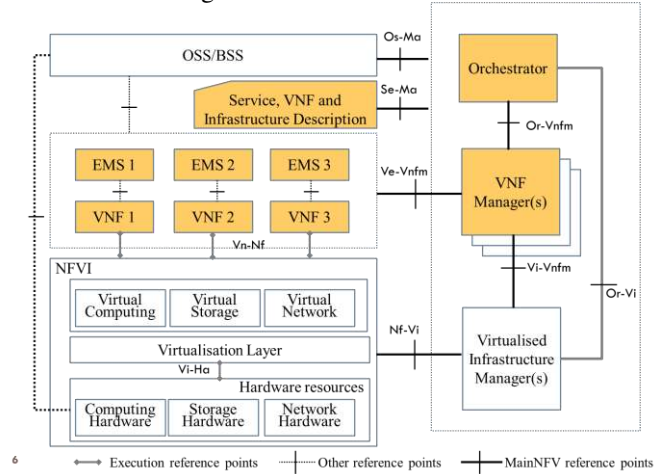 Os-Ma
OSS/BSS
Orchestrator
Se-Ma
Service, VNF and
Infrastructure Description
Or-Vnfm
EMS 1
EMS 2
EMS 3
Ve-Vnfm
VNF
Manager(s)
VNF 1
VNF 2
VNF 3
Vn-Nf
NFVI
Vi-Vnfm
Or-Vi
Virtual
Computing
Virtual
Storage
Virtual
Network
Nf-Vi
Virtualisation Layer
Virtualised
Infrastructure
Manager(s)
Vi-Ha
Hardware resources
Computing
Hardware
Storage
Hardware
Network
Hardware
6
Execution reference points
Other reference points
MainNFV reference points